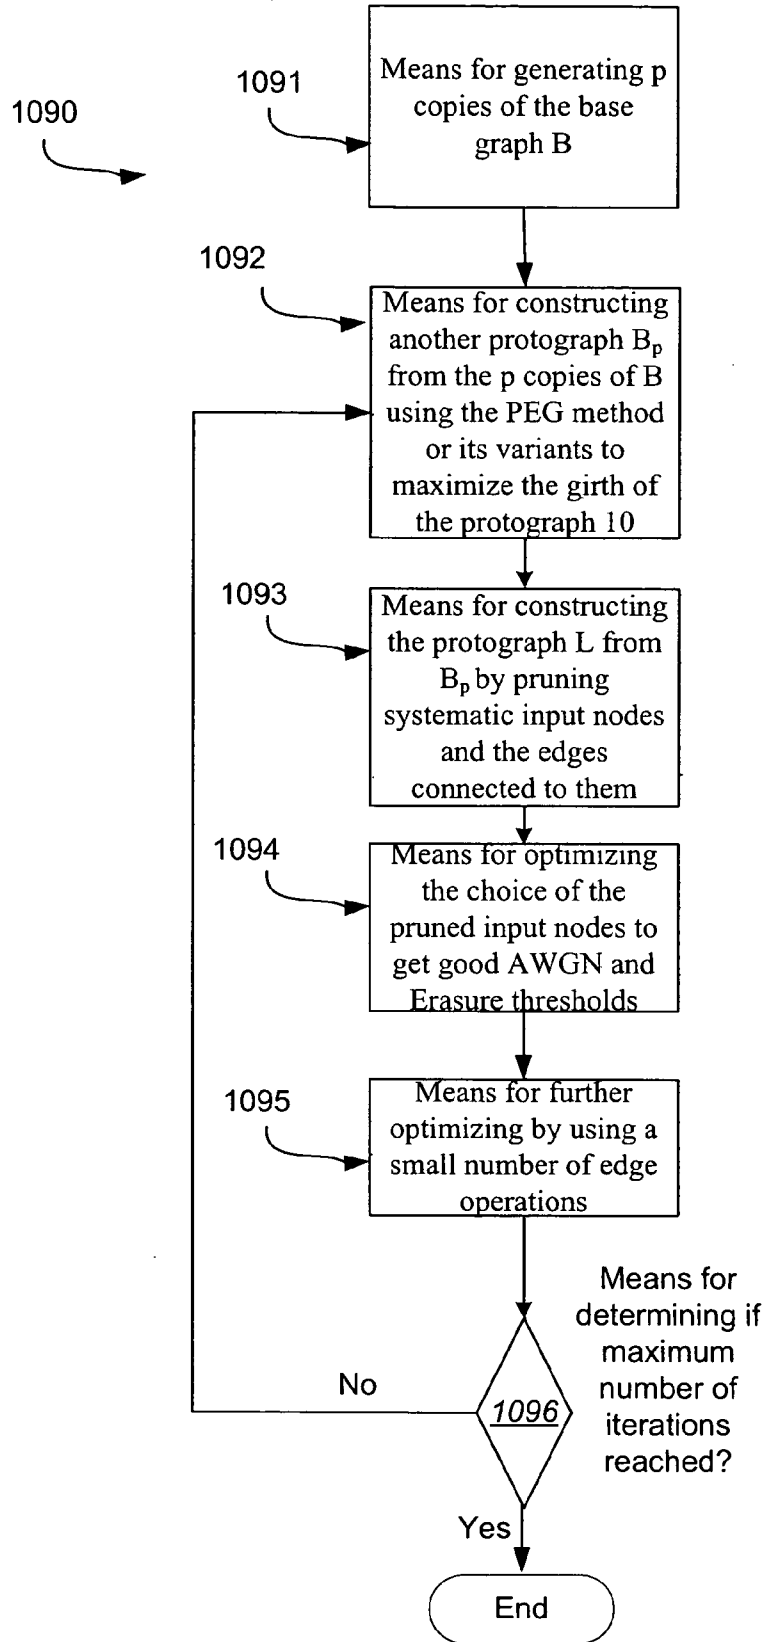 1090
1091
Means for generating p
copies of the base
graph B
1092
Means for constructing
another protograph Bp
from the p copies of B
using the PEG method
or its variants to
maximize the girth of
the protograph 10
1093
Means for constructing
the protograph L from
Bp by pruning
systematic input nodes
and the edges
connected to them
1094
Means for optimizing
the choice of the
pruned input nodes to
get good AWGN and
Erasure thresholds
1095
Means for further
optimizing by using a
small number of edge
operations
Means for
determining if
maximum
number of
iterations
reached?
No
1096
Yes
End